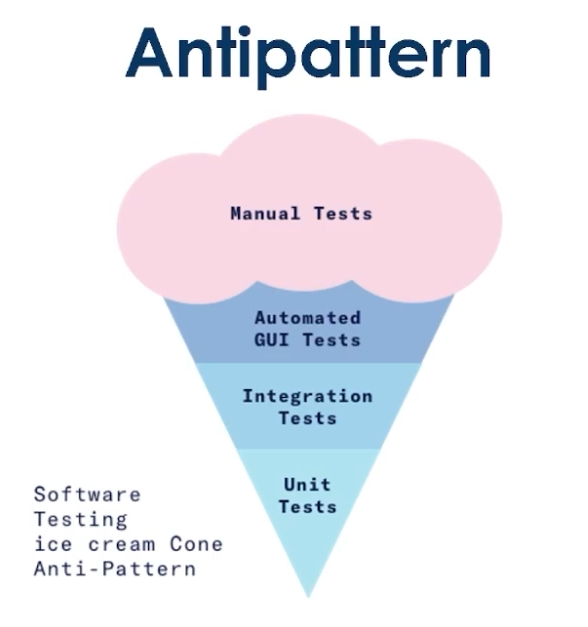 Antipattern
Manual Tests
Automated
GUI Tests
Integration
Tests
Unit
Tests
Software
Testing
ice cream Cone
Anti-Pattern